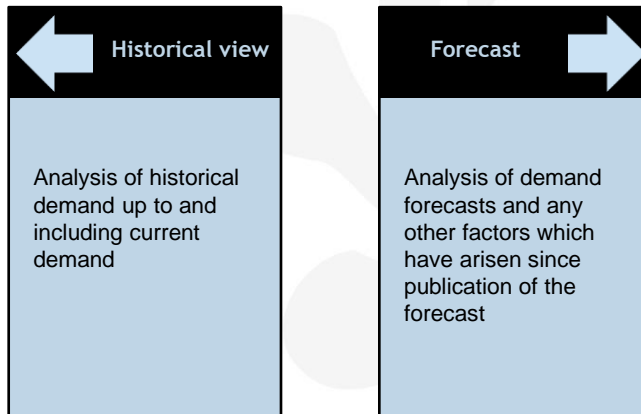 Historical view
Analysis of historical
demand up to and
including current
demand
Forecast
Analysis of demand
forecasts and any
other factors which
have arisen since
publication of the
forecast